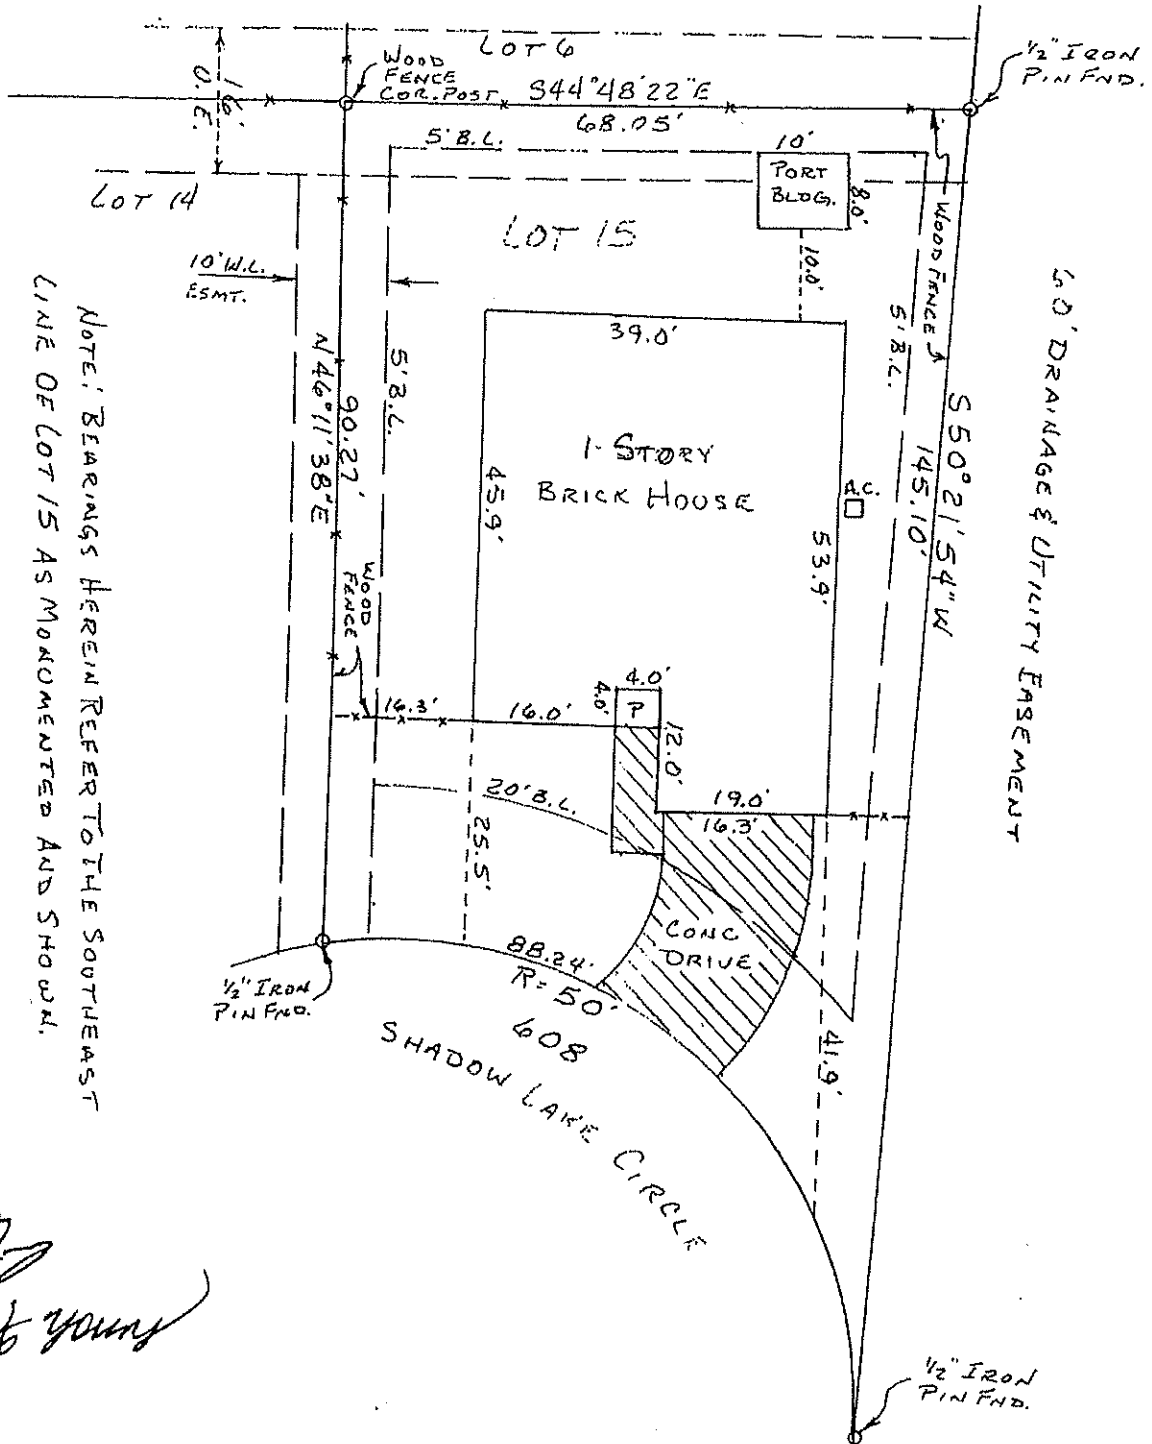 LOT 6
WOOD
FENCE
COR. POST
S44°48'22"E
68.05'
1/2" IRON
PIN FND.
16'
U.E.
5' B.L.
10'
PORT
BLDG.
8.0'
LOT 14
LOT 15
10.0'
WOOD FENCE
10' W.L.
ESMT.
39.0'
5' B.L.
5' B.L.
N 46°11'38"E
90.27'
S 50°21'54" W
145.10'
1-STORY
BRICK HOUSE
A.C.
45.9'
53.9'
WOOD
FENCE
4.0'
4.0'
P
16.3'
16.0'
12.0'
19.0'
16.3'
20' B.L.
25.5'
CONC
DRIVE
88.24'
R=50'
41.9'
1/2" IRON
PIN FND.
608
SHADOW LAKE CIRCLE
1/2" IRON
PIN FND.
DRAINAGE & UTILITY EASEMENT
NOTE: BEARINGS HEREIN REFER TO THE SOUTHEAST
LINE OF LOT 15 AS MONUMENTED AND SHOWN.
Young